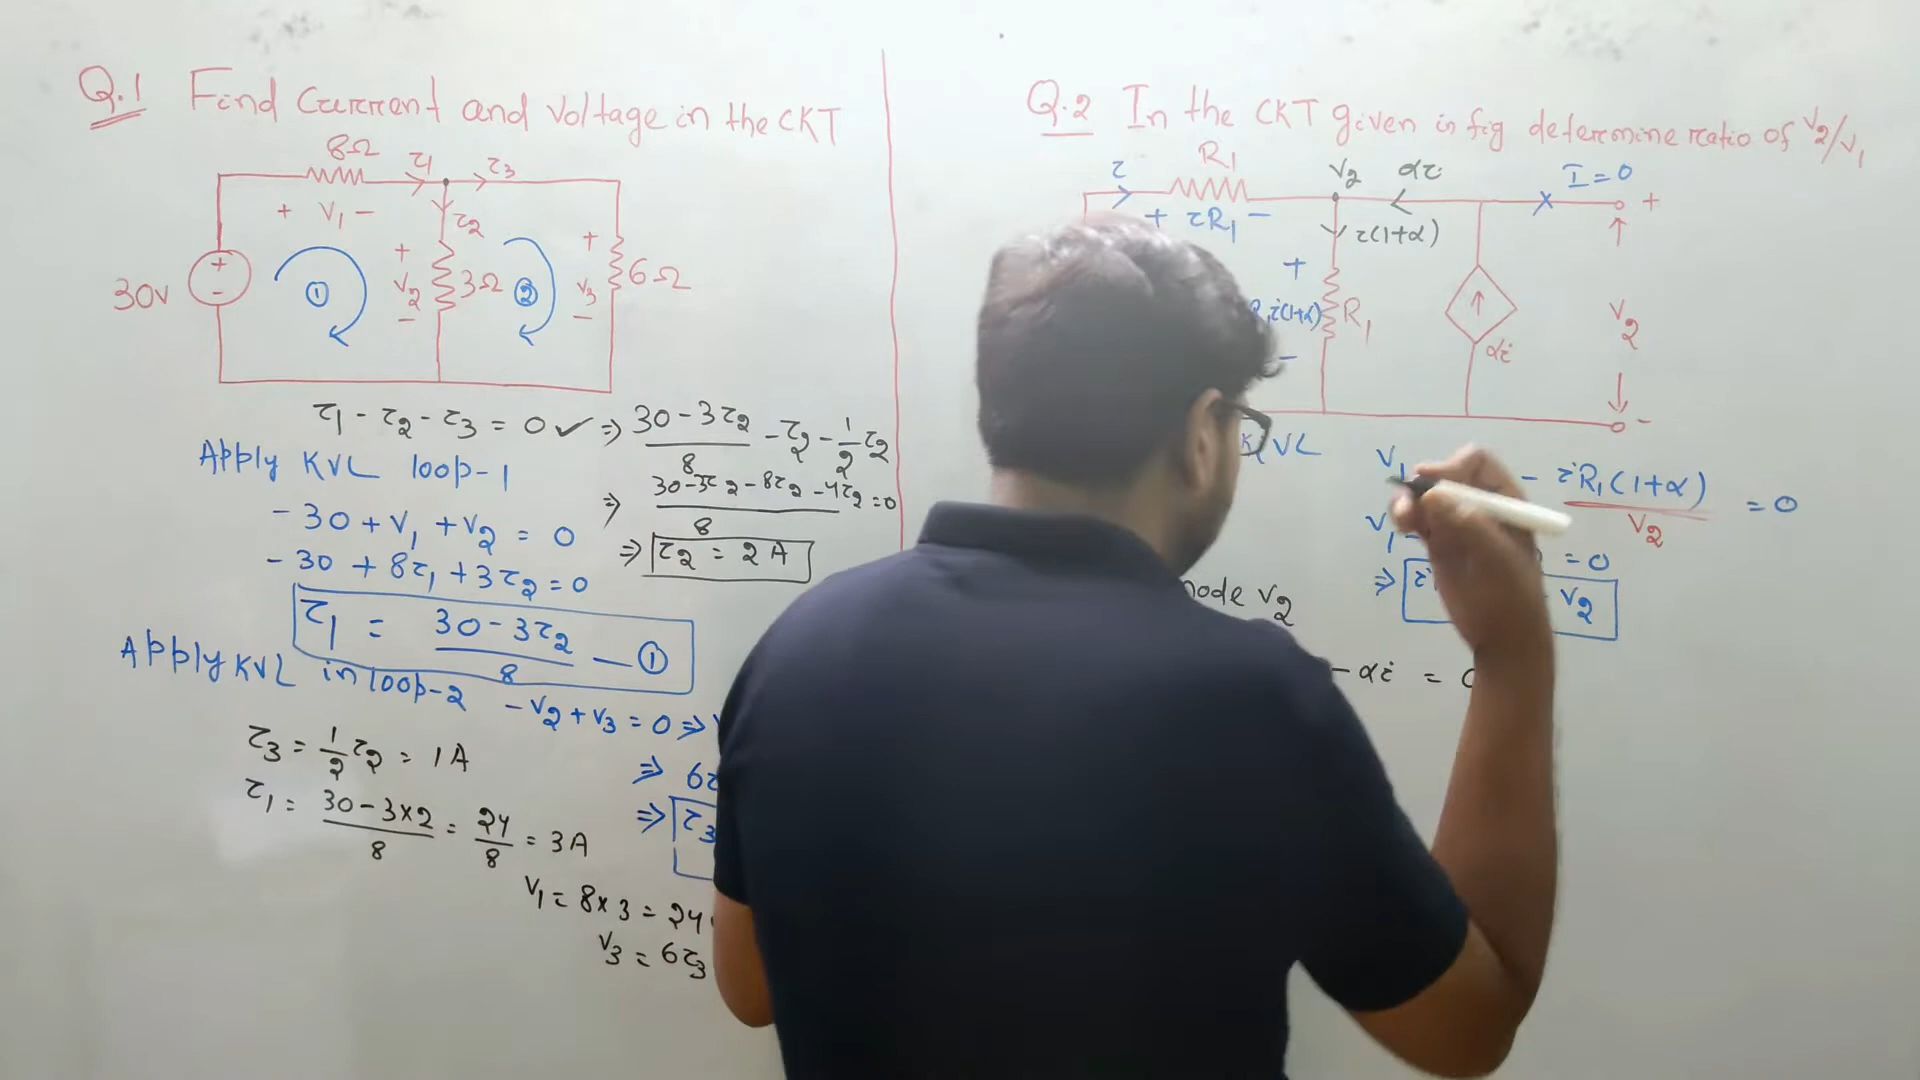 Q.1 Find Current and Voltage in the CKT
8Ω i1 i3
+ V1 -
i2
30V + -
1
+ V2 -
3Ω
2
+ V3 -
6Ω
i1 - i2 - i3 = 0 ✓ ⇒ (30 - 3i2)/8 - i2 - 1/2 i2
Apply KVL loop-1
⇒ (30 - 3i2 - 8i2 - 4i2)/8 = 0
-30 + V1 + V2 = 0
⇒ i2 = 2 A
-30 + 8i1 + 3i2 = 0
i1 = (30 - 3i2)/8 — 1
Apply KVL in loop-2
-V2 + V3 = 0 ⇒
i3 = 1/2 i2 = 1 A
⇒ 6i
i1 = (30 - 3×2)/8 = 24/8 = 3A
⇒ i3
V1 = 8×3 = 24
V3 = 6i3
Q.2 In the CKT given in fig determine ratio of V2/V1
i R1 V2 αi I=0
+ iR1 -
i(1+α)
+
+
R1i(1+α) R1
-
αi
V2
-
KVL
V1 - iR1(1+α) = 0
V2
V1 - = 0
⇒ i V2
node V2
- αi = 0